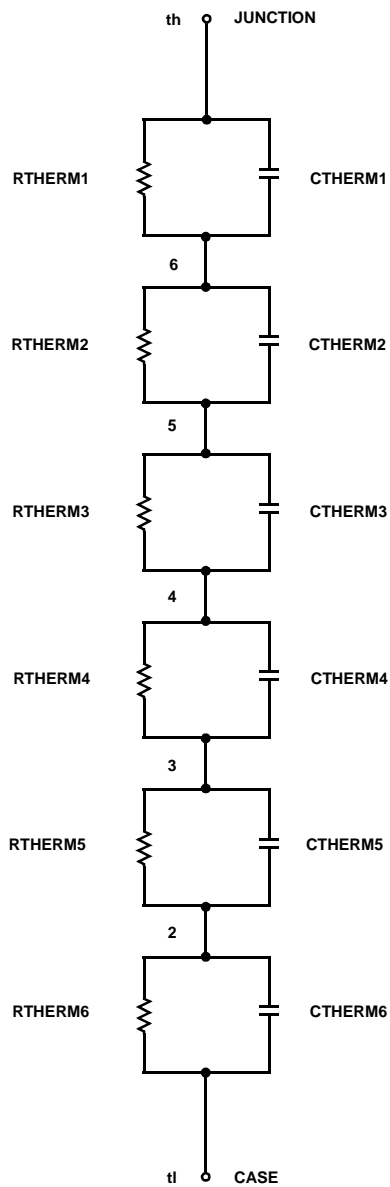 th JUNCTION
RTHERM1 CTHERM1
6
RTHERM2 CTHERM2
5
RTHERM3 CTHERM3
4
RTHERM4 CTHERM4
3
RTHERM5 CTHERM5
2
RTHERM6 CTHERM6
tl CASE